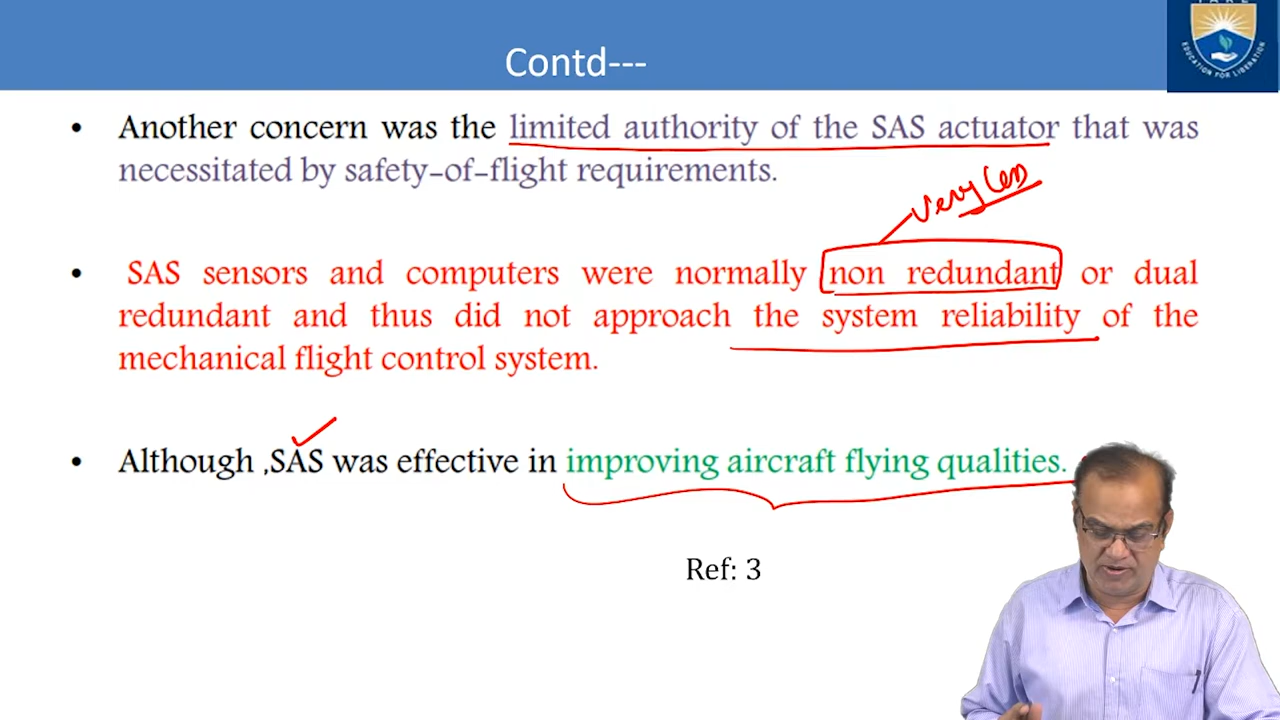 Contd---
EDUCATION FOR LIBERATION
• Another concern was the limited authority of the SAS actuator that was
necessitated by safety-of-flight requirements.
Very less
• SAS sensors and computers were normally non redundant or dual
redundant and thus did not approach the system reliability of the
mechanical flight control system.
• Although ,SAS was effective in improving aircraft flying qualities.
Ref: 3